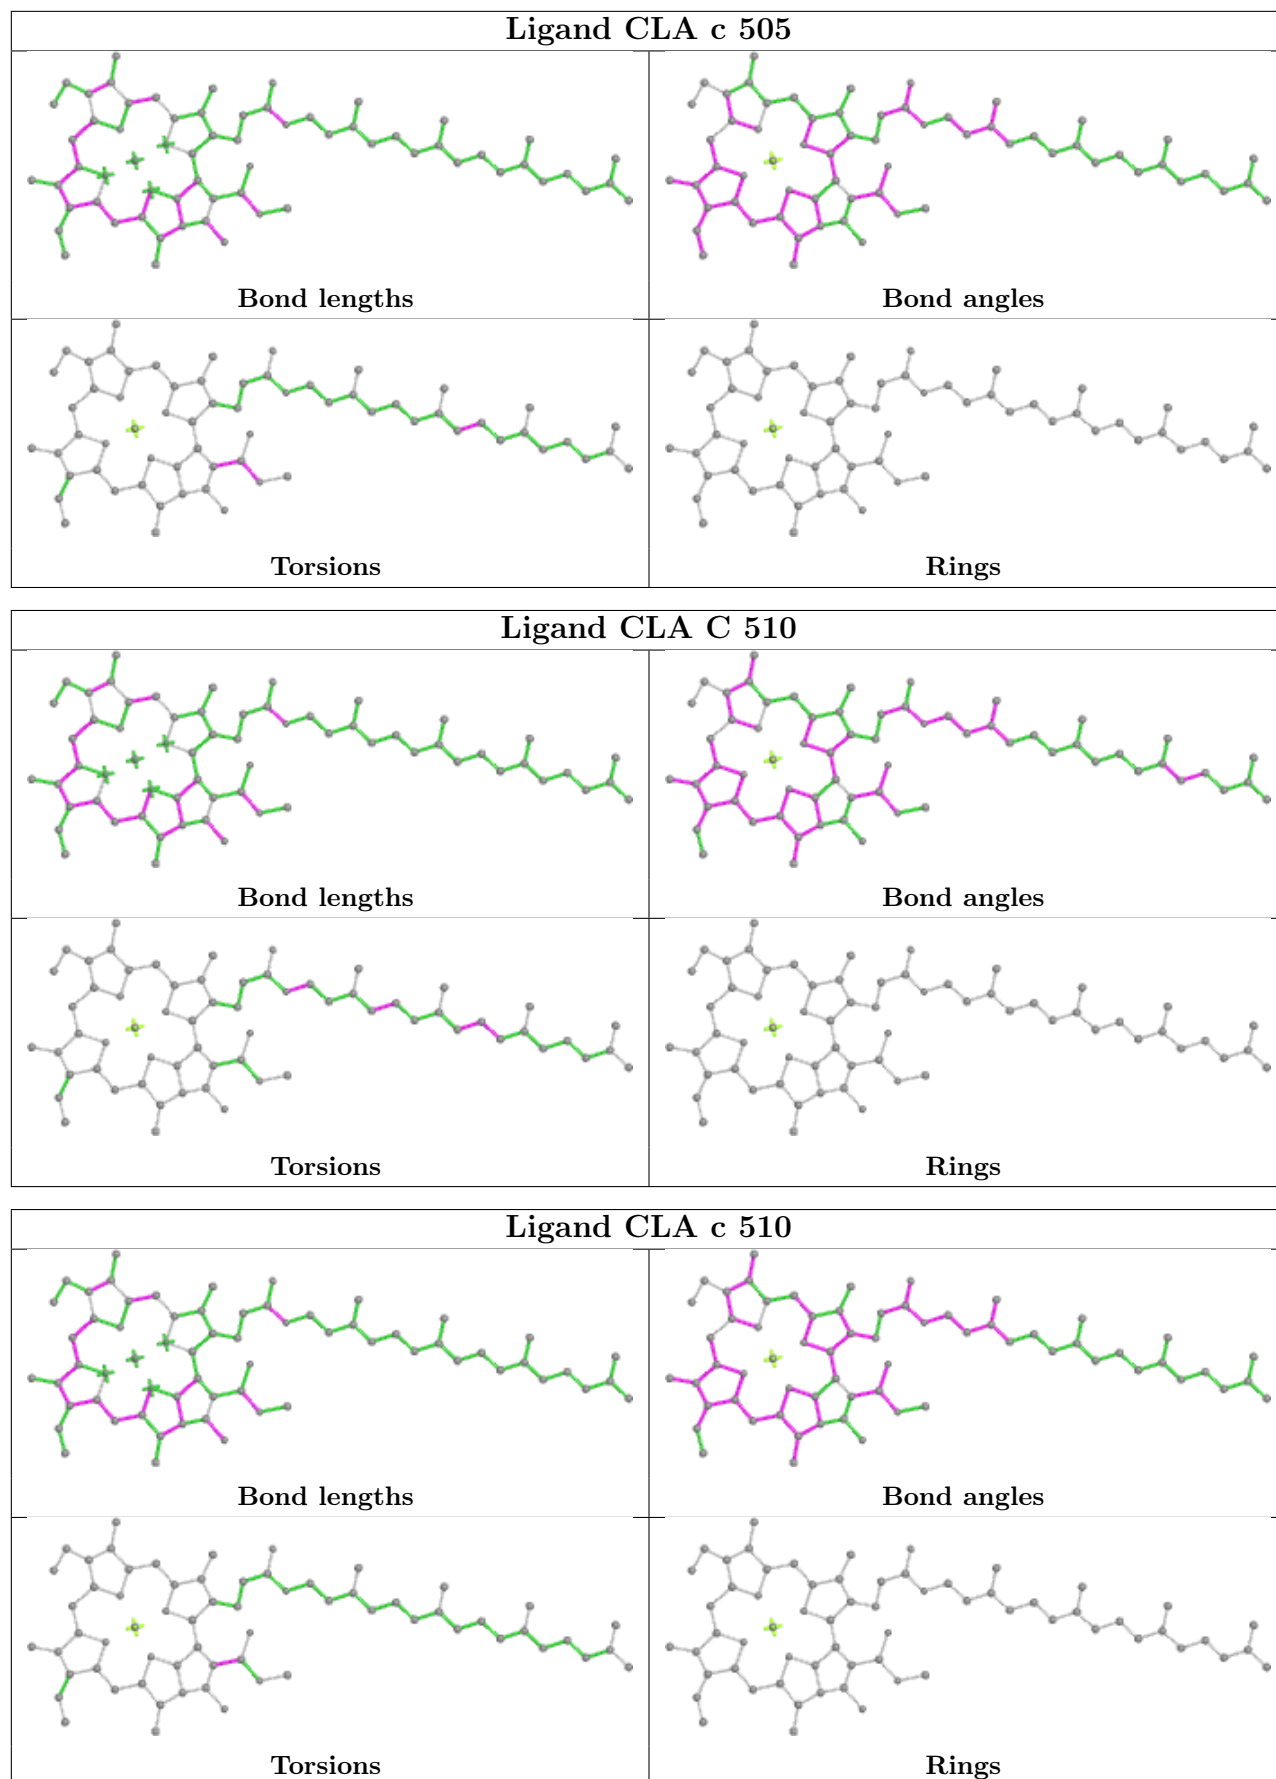 Ligand CLA c 505
Bond lengths
Bond angles
Torsions
Rings
Ligand CLA C 510
Bond lengths
Bond angles
Torsions
Rings
Ligand CLA c 510
Bond lengths
Bond angles
Torsions
Rings